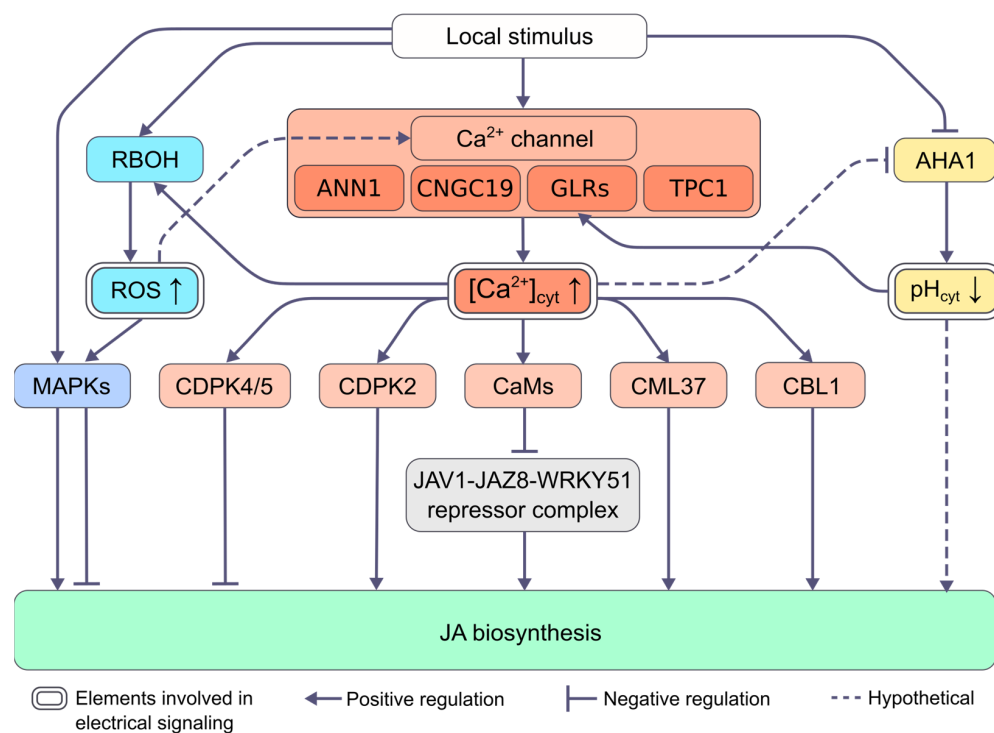 Local stimulus
RBOH
Ca²⁺ channel
AHA1
ANN1
CNGC19
GLRs
TPC1
ROS ↑
[Ca²⁺]cyt ↑
pHcyt ↓
MAPKs
CDPK4/5
CDPK2
CaMs
CML37
CBL1
JAV1-JAZ8-WRKY51
repressor complex
JA biosynthesis
Elements involved in
electrical signaling
Positive regulation
Negative regulation
Hypothetical